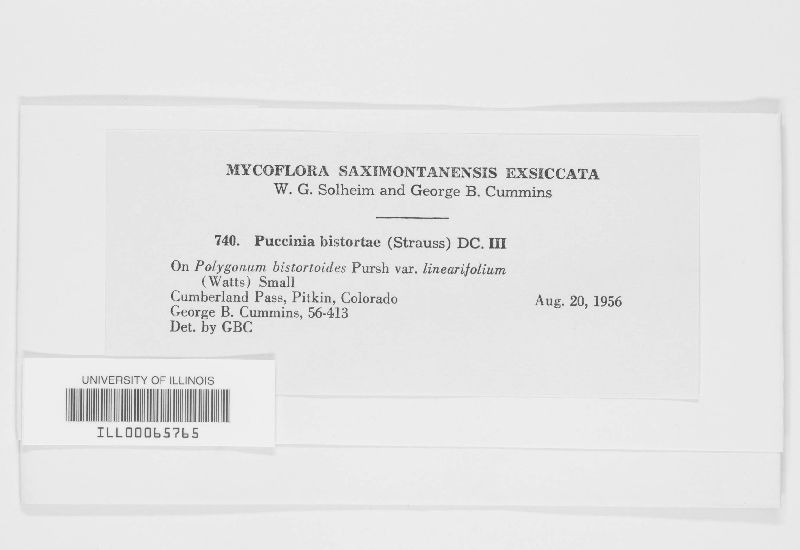 MYCOFLORA SAXIMONTANENSIS EXSICCATA
W. G. Solheim and George B. Cummins
740. Puccinia bistortae (Strauss) DC. III
On Polygonum bistortoides Pursh var. linearifolium
(Watts) Small
Cumberland Pass, Pitkin, Colorado Aug. 20, 1956
George B. Cummins, 56-413
Det. by GBC
UNIVERSITY OF ILLINOIS
ILL00065765